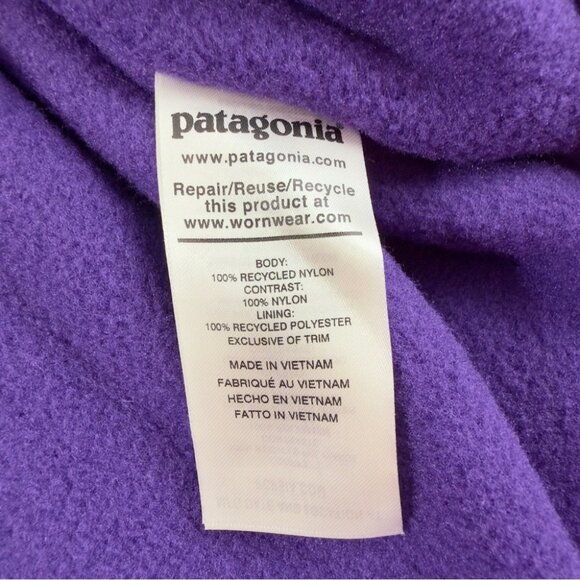 patagonia®
www.patagonia.com
Repair/Reuse/Recycle
this product at
www.wornwear.com
BODY:
100% RECYCLED NYLON
CONTRAST:
100% NYLON
LINING:
100% RECYCLED POLYESTER
EXCLUSIVE OF TRIM
MADE IN VIETNAM
FABRIQUÉ AU VIETNAM
HECHO EN VIETNAM
FATTO IN VIETNAM